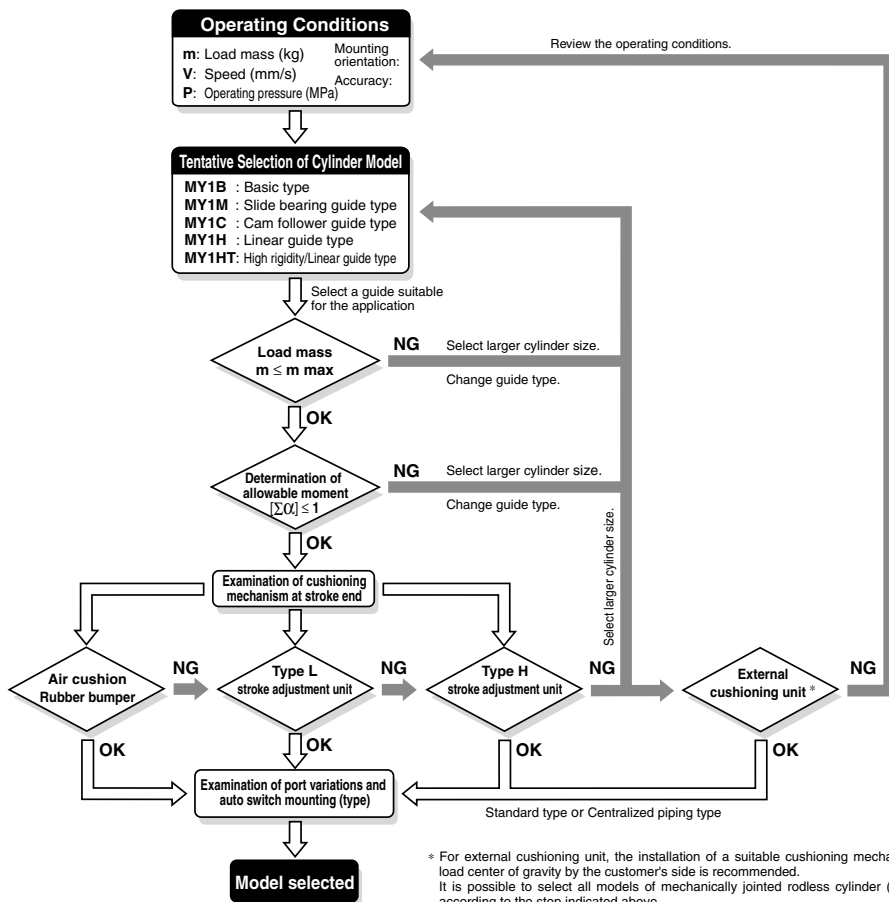 Operating Conditions
m: Load mass (kg)
V: Speed (mm/s)
P: Operating pressure (MPa)
Mounting
orientation:
Accuracy:
Review the operating conditions.
Tentative Selection of Cylinder Model
MY1B : Basic type
MY1M : Slide bearing guide type
MY1C : Cam follower guide type
MY1H : Linear guide type
MY1HT: High rigidity/Linear guide type
Select a guide suitable
for the application
Load mass
m ≤ m max
NG
Select larger cylinder size.
Change guide type.
OK
Determination of
allowable moment
[Σα] ≤ 1
NG
Select larger cylinder size.
Change guide type.
OK
Select larger cylinder size.
Examination of cushioning
mechanism at stroke end
Air cushion
Rubber bumper
NG
Type L
stroke adjustment unit
NG
Type H
stroke adjustment unit
NG
External
cushioning unit *
NG
OK
OK
OK
OK
Examination of port variations and
auto switch mounting (type)
Standard type or Centralized piping type
Model selected
* For external cushioning unit, the installation of a suitable cushioning mecha
load center of gravity by the customer's side is recommended.
It is possible to select all models of mechanically jointed rodless cylinder (
according to the step indicated above.